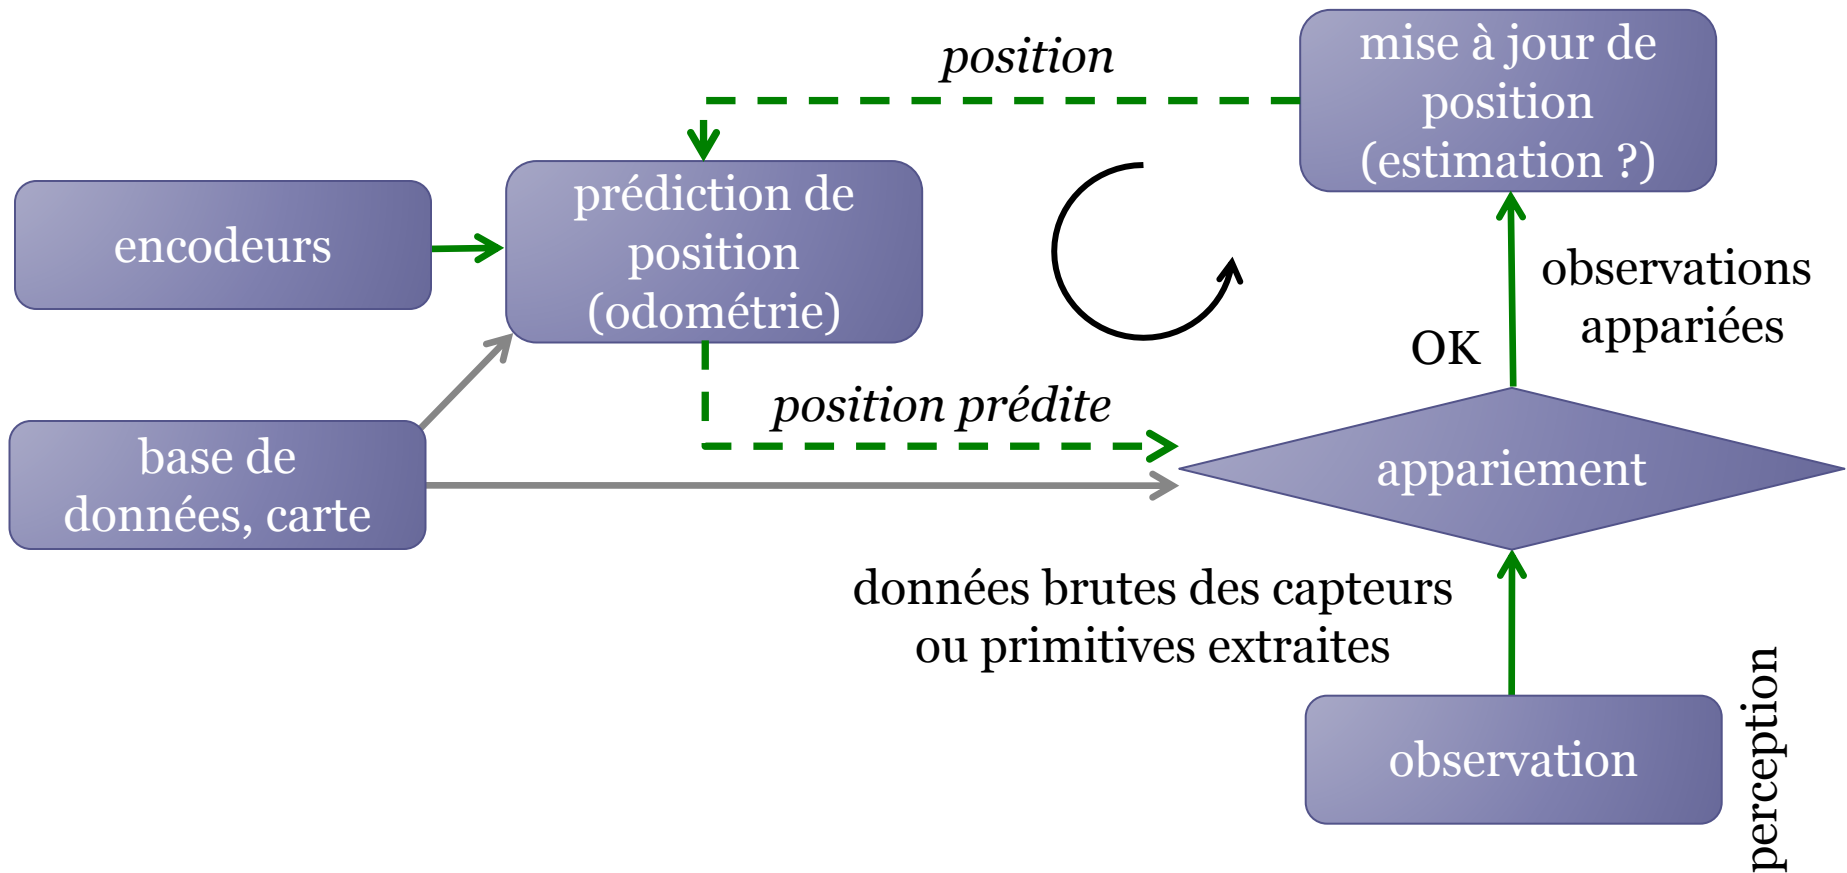 position
mise à jour de
position
(estimation ?)
encodeurs
prédiction de
position
(odométrie)
observations
appariées
OK
position prédite
base de
données, carte
appariement
données brutes des capteurs
ou primitives extraites
observation
perception